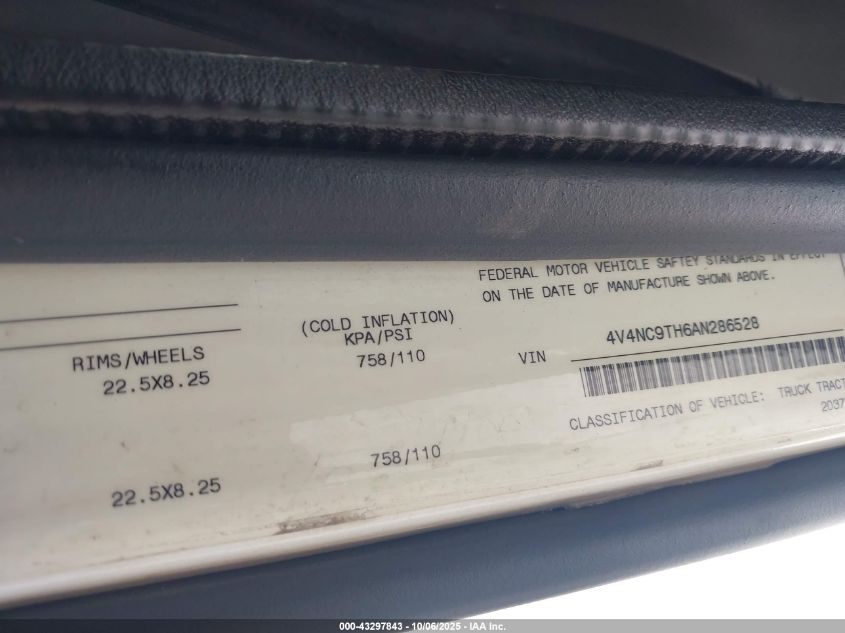 FEDERAL MOTOR VEHICLE SAFTEY STANDARDS IN EFFECT
ON THE DATE OF MANUFACTURE SHOWN ABOVE.
(COLD INFLATION)
KPA/PSI
RIMS/WHEELS
758/110
22.5X8.25
VIN 4V4NC9TH6AN286528
CLASSIFICATION OF VEHICLE: TRUCK TRACT
2037
758/110
22.5X8.25
000-43297843 - 10/06/2025 - IAA Inc.